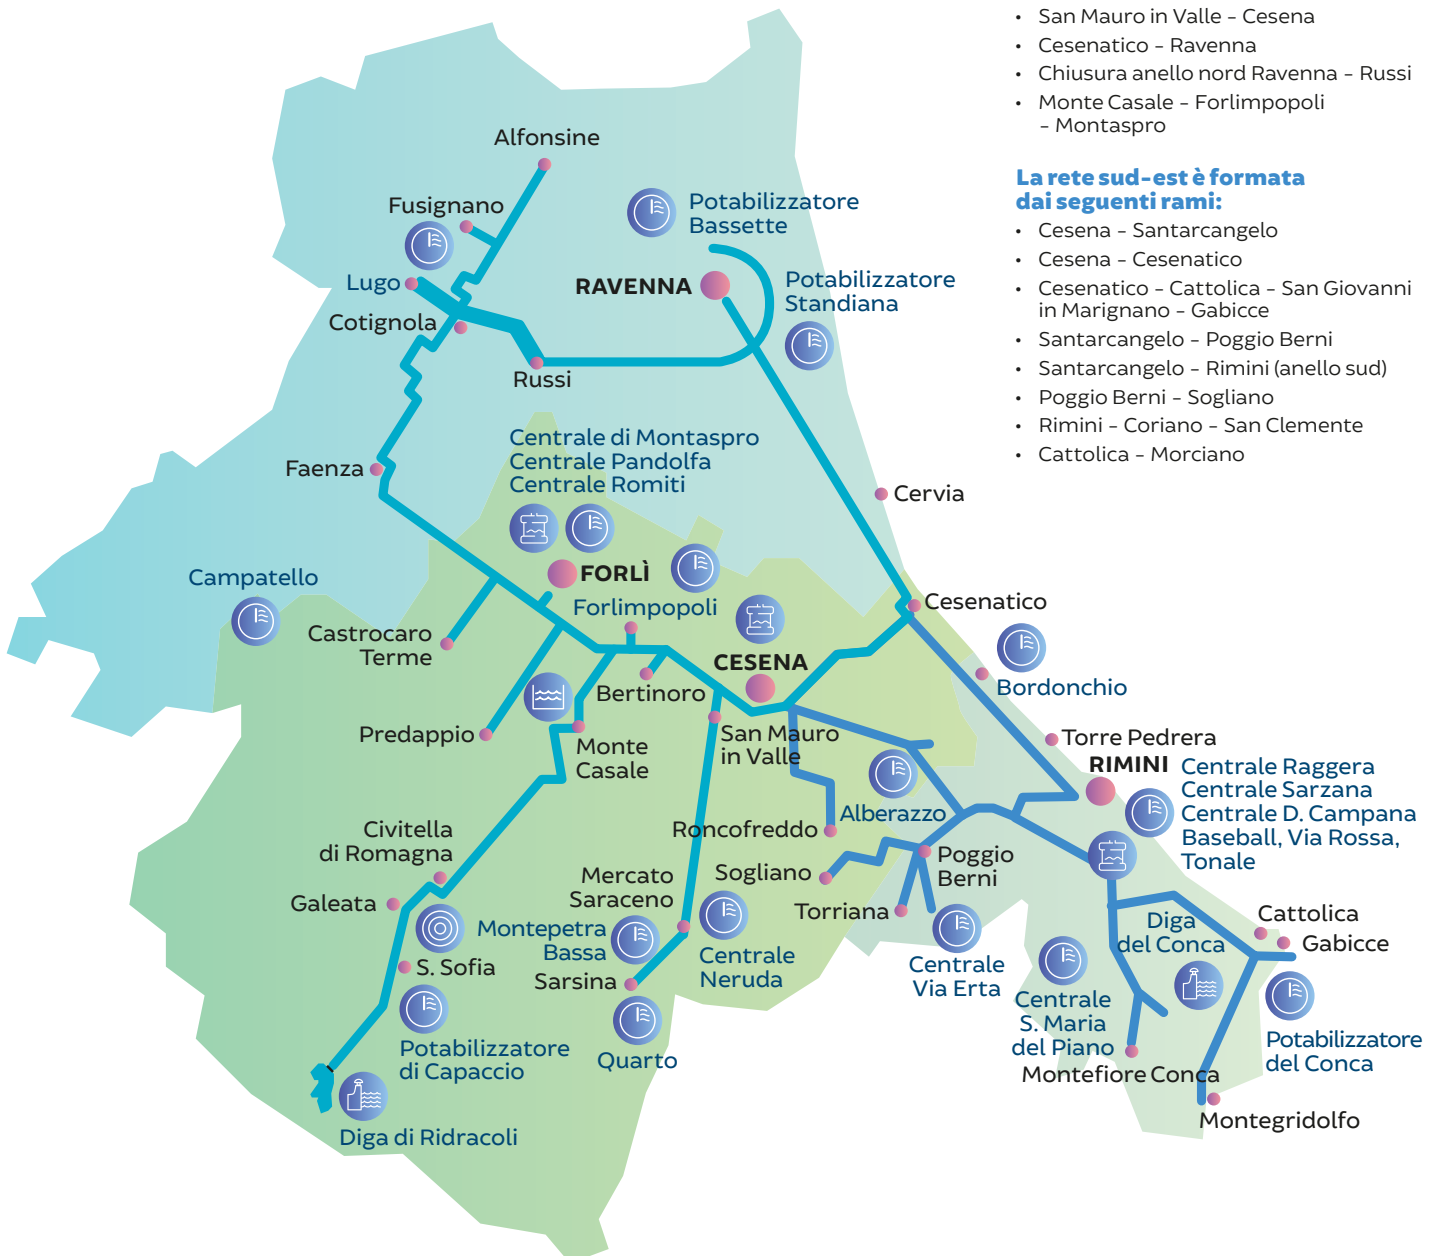 • San Mauro in Valle – Cesena
• Cesenatico – Ravenna
• Chiusura anello nord Ravenna – Russi
• Monte Casale – Forlimpopoli
– Montaspro
La rete sud-est è formata
dai seguenti rami:
• Cesena – Santarcangelo
• Cesena – Cesenatico
• Cesenatico – Cattolica – San Giovanni
in Marignano – Gabicce
• Santarcangelo – Poggio Berni
• Santarcangelo – Rimini (anello sud)
• Poggio Berni – Sogliano
• Rimini – Coriano – San Clemente
• Cattolica – Morciano
Alfonsine
Fusignano
Potabilizzatore
Bassette
Lugo
RAVENNA
Potabilizzatore
Standiana
Cotignola
Russi
Centrale di Montaspro
Centrale Pandolfa
Centrale Romiti
Faenza
Cervia
Campatello
FORLÌ
Forlimpopoli
Cesenatico
Castrocaro
Terme
CESENA
Bertinoro
Bordonchio
Predappio
Monte
Casale
San Mauro
in Valle
Torre Pedrera
RIMINI
Centrale Raggera
Centrale Sarzana
Centrale D. Campana
Baseball, Via Rossa,
Tonale
Alberazzo
Roncofreddo
Civitella
di Romagna
Poggio
Berni
Sogliano
Mercato
Saraceno
Galeata
Torriana
Cattolica
Gabicce
Diga
del Conca
Montepetra
Bassa
Centrale
Neruda
S. Sofia
Sarsina
Centrale
Via Erta
Centrale
S. Maria
del Piano
Potabilizzatore
del Conca
Potabilizzatore
di Capaccio
Quarto
Montefiore Conca
Montegridolfo
Diga di Ridracoli